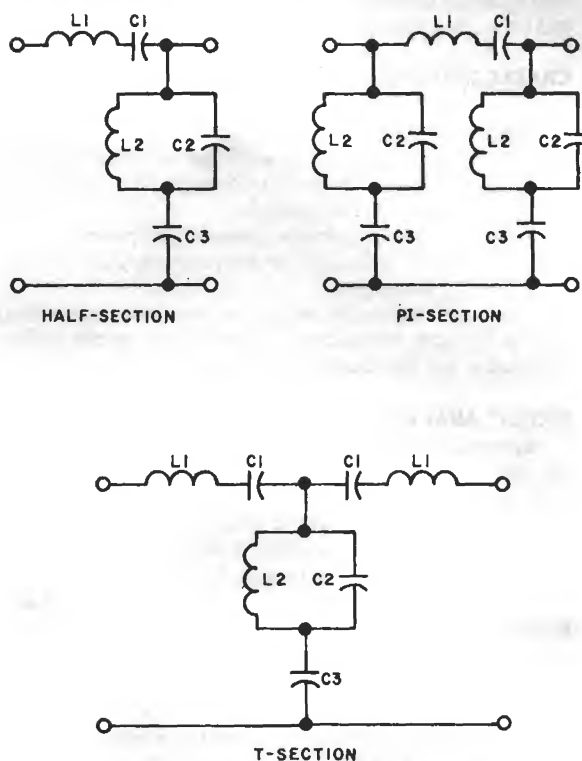 L1 C1
L2 C2
C3
HALF-SECTION
L1 C1
L2 C2 L2 C2
C3 C3
PI-SECTION
L1 C1 C1 L1
L2 C2
C3
T-SECTION